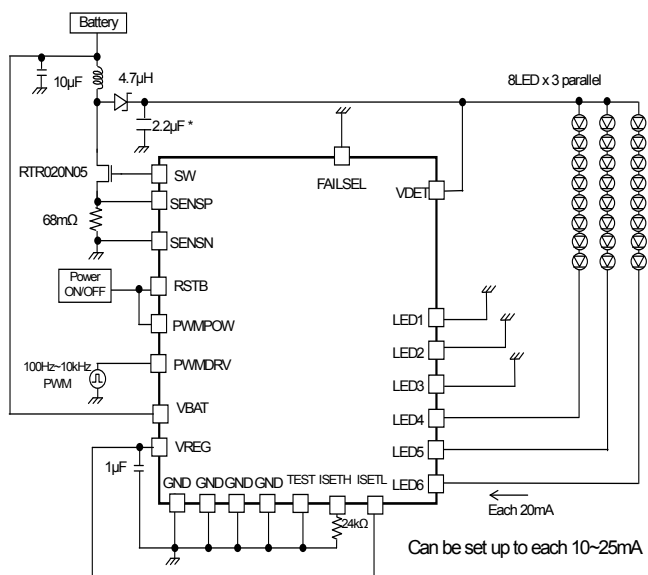 Battery
10µF
4.7µH
8LED x 3 parallel
2.2µF *
RTR020N05
SW
FAILSEL
VDET
SENSP
68mΩ
SENSN
Power
ON/OFF
RSTB
PWMPOW
LED1
LED2
100Hz~10kHz
PWM
PWMDRV
LED3
VBAT
LED4
VREG
LED5
1µF
GND GND GND GND TEST ISETH ISETL
LED6
Each 20mA
24kΩ
Can be set up to each 10~25mA